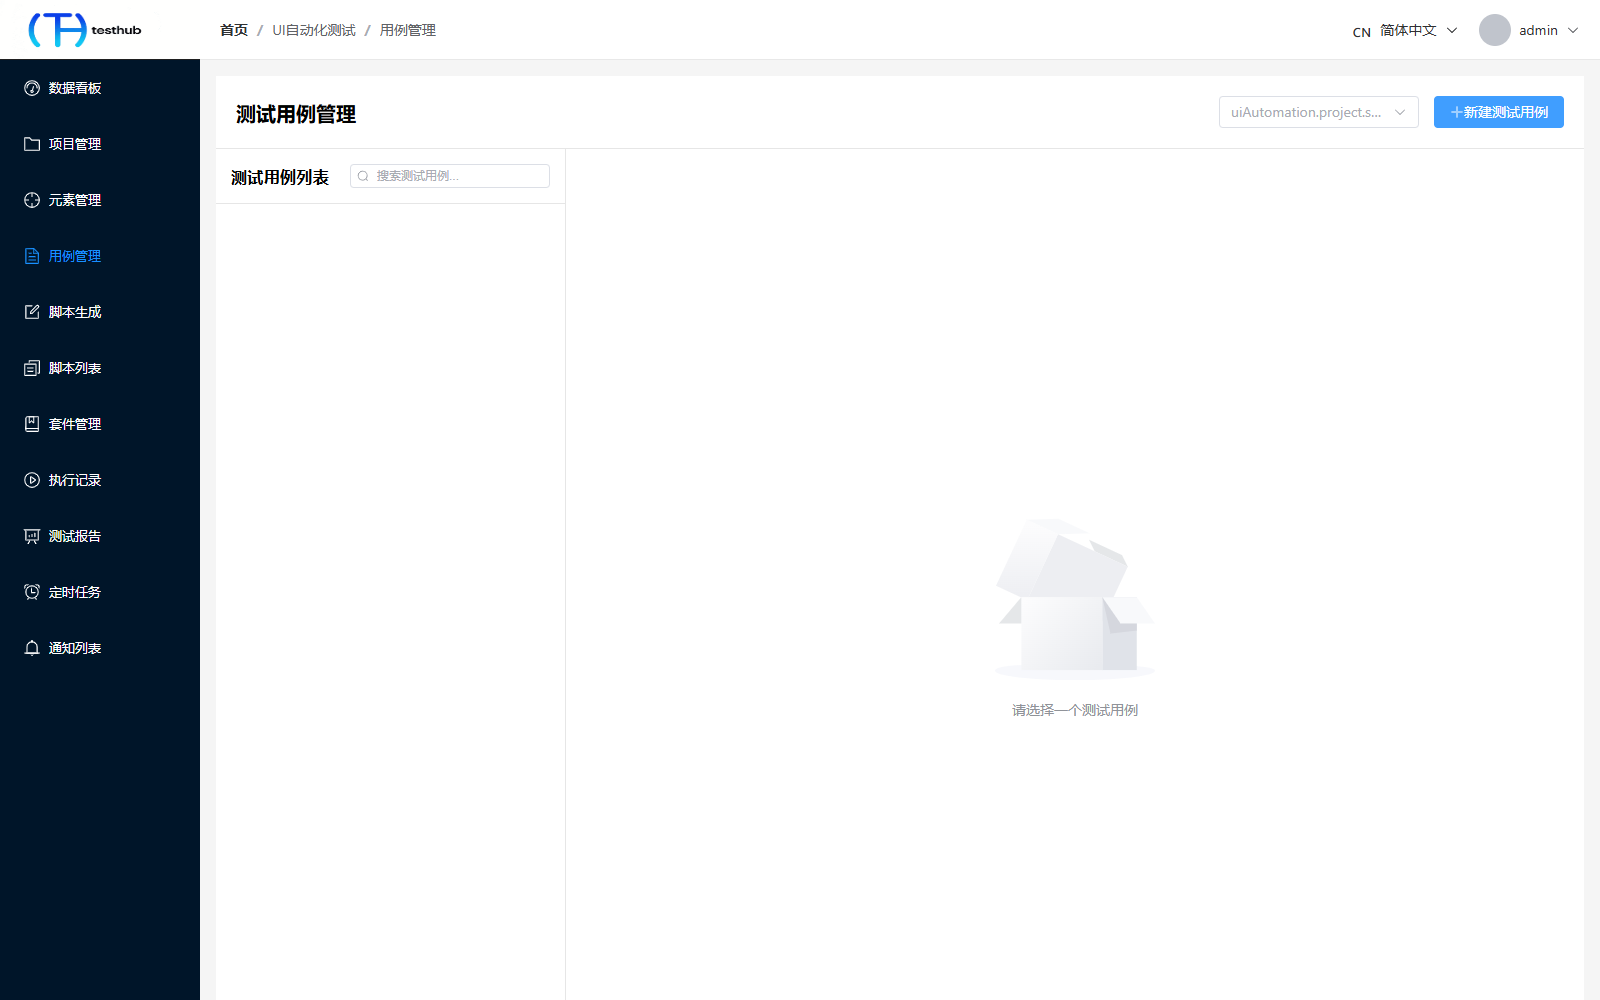 testhub
首页 / UI自动化测试 / 用例管理
CN 简体中文
admin
数据看板
项目管理
元素管理
用例管理
脚本生成
脚本列表
套件管理
执行记录
测试报告
定时任务
通知列表
测试用例管理
uiAutomation.project.s...
新建测试用例
测试用例列表
搜索测试用例...
请选择一个测试用例